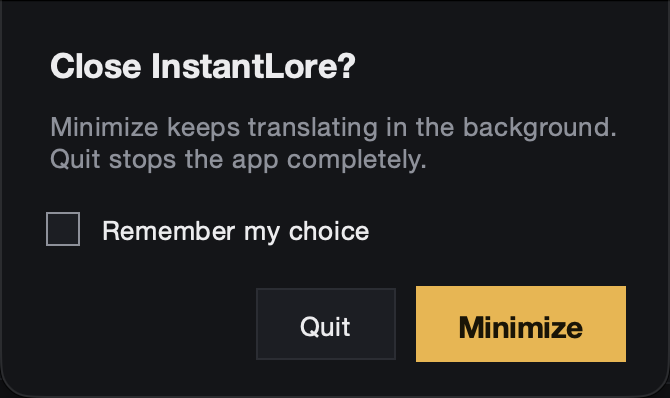 Close InstantLore?
Minimize keeps translating in the background.
Quit stops the app completely.
Remember my choice
Quit
Minimize